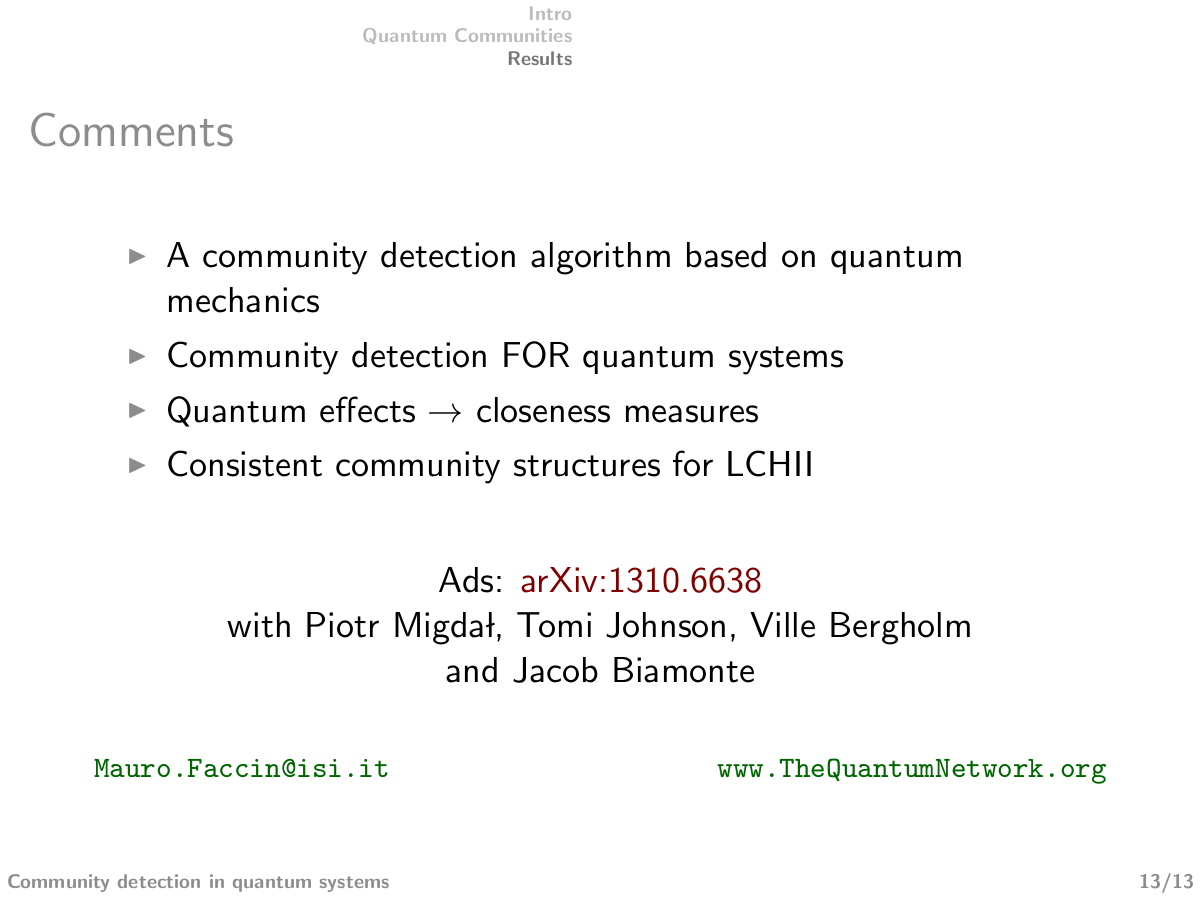 Intro
Quantum Communities
Results
Comments
A community detection algorithm based on quantum
mechanics
Community detection FOR quantum systems
Quantum effects → closeness measures
Consistent community structures for LCHII
Ads: arXiv:1310.6638
with Piotr Migdał, Tomi Johnson, Ville Bergholm
and Jacob Biamonte
Mauro.Faccin@isi.it
www.TheQuantumNetwork.org
Community detection in quantum systems
13/13